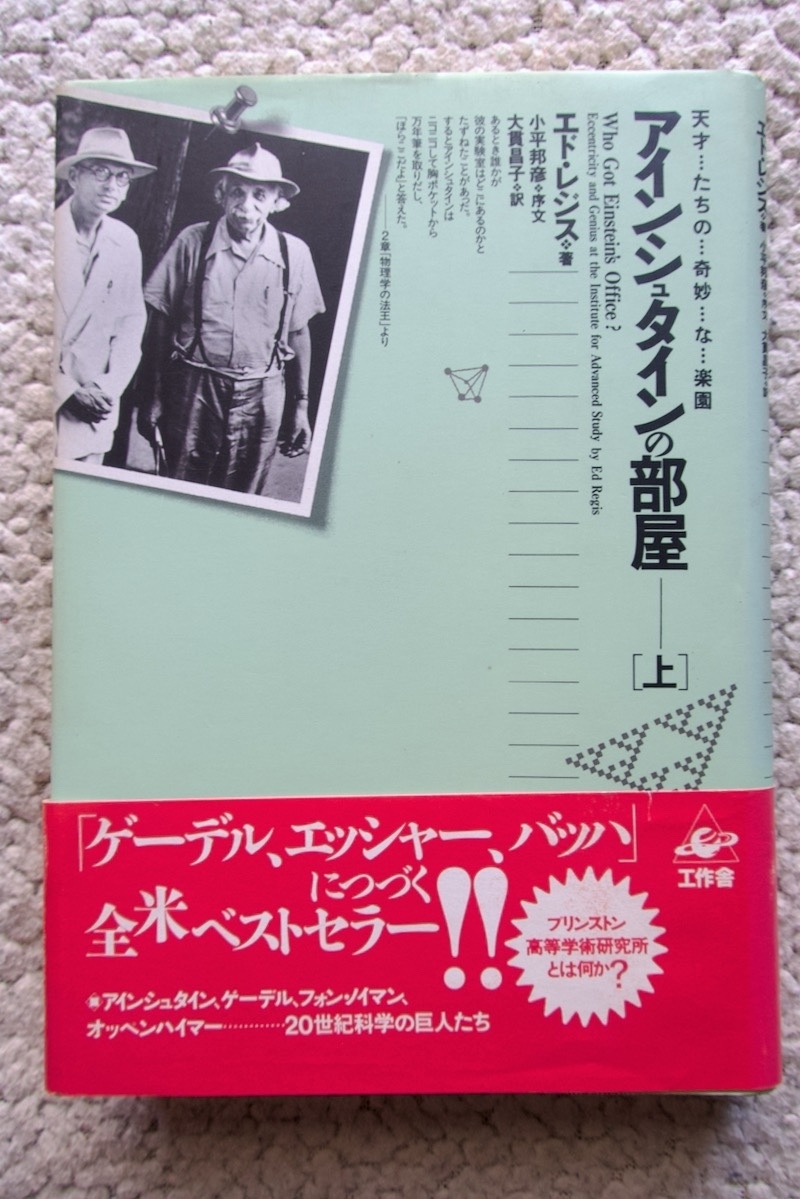 天才…たちの…奇妙…な…楽園
アインシュタインの部屋——[上]
Who Got Einstein's Office?
Eccentricity and Genius at the Institute for Advanced Study by Ed Regis
エド・レジス❖著
小平邦彦❖序文
大貫昌子❖訳
あるとき誰かが
彼の実験室はどこにあるのかと
たずねたことがあった。
するとアインシュタインは
ニコニコして胸ポケットから
万年筆を取りだし、
「ほらここだよ」と答えた。
——2章「物理学の法王」より
「ゲーデル、エッシャー、バッハ」
につづく
全米ベストセラー!!
プリンストン
高等学術研究所
とは何か?
工作舎
アインシュタイン、ゲーデル、フォン・ノイマン、
オッペンハイマー…………20世紀科学の巨人たち
エド・レジス❖著